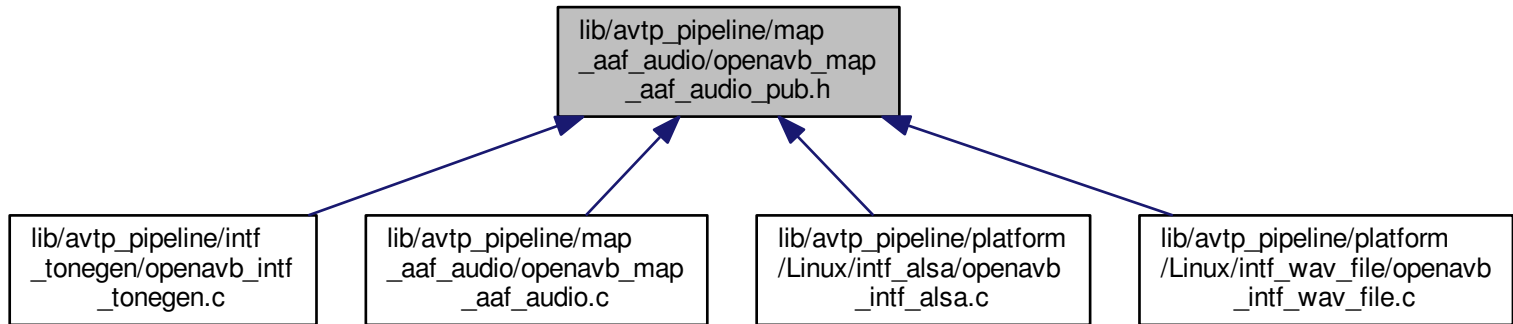 lib/avtp_pipeline/map
_aaf_audio/openavb_map
_aaf_audio_pub.h
lib/avtp_pipeline/intf
_tonegen/openavb_intf
_tonegen.c
lib/avtp_pipeline/map
_aaf_audio/openavb_map
_aaf_audio.c
lib/avtp_pipeline/platform
/Linux/intf_alsa/openavb
_intf_alsa.c
lib/avtp_pipeline/platform
/Linux/intf_wav_file/openavb
_intf_wav_file.c